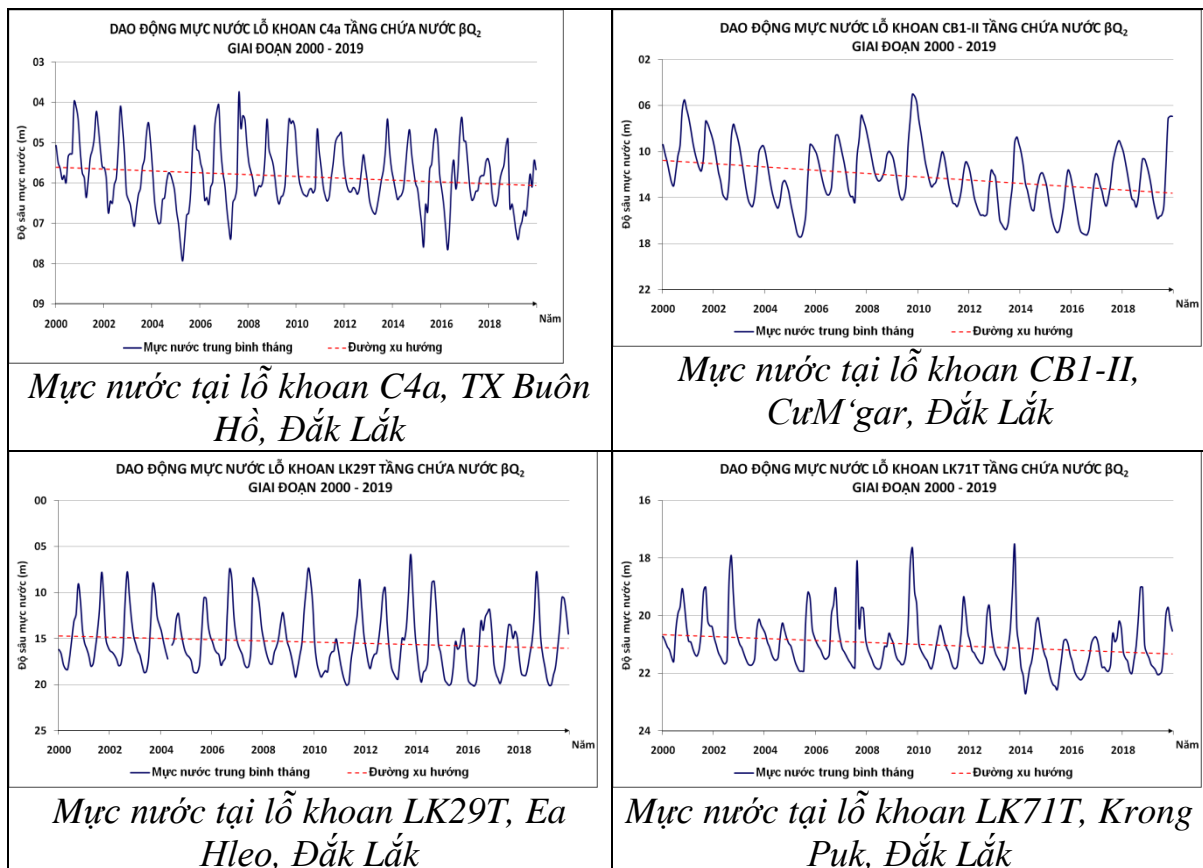 DAO ĐỘNG MỰC NƯỚC LỖ KHOAN C4a TẦNG CHỨA NƯỚC βQ₂
GIAI ĐOẠN 2000 - 2019
Độ sâu mực nước (m)
03
04
05
06
07
08
09
2000 2002 2004 2006 2008 2010 2012 2014 2016 2018
Năm
Mực nước trung bình tháng Đường xu hướng
Mực nước tại lỗ khoan C4a, TX Buôn
Hồ, Đắk Lắk
DAO ĐỘNG MỰC NƯỚC LỖ KHOAN CB1-II TẦNG CHỨA NƯỚC βQ₂
GIAI ĐOẠN 2000 - 2019
Độ sâu mực nước (m)
02
06
10
14
18
22
2000 2002 2004 2006 2008 2010 2012 2014 2016 2018
Năm
Mực nước trung bình tháng Đường xu hướng
Mực nước tại lỗ khoan CB1-II,
CưM‘gar, Đắk Lắk
DAO ĐỘNG MỰC NƯỚC LỖ KHOAN LK29T TẦNG CHỨA NƯỚC βQ₂
GIAI ĐOẠN 2000 - 2019
Độ sâu mực nước (m)
00
05
10
15
20
25
2000 2002 2004 2006 2008 2010 2012 2014 2016 2018
Năm
Mực nước trung bình tháng Đường xu hướng
Mực nước tại lỗ khoan LK29T, Ea
Hleo, Đắk Lắk
DAO ĐỘNG MỰC NƯỚC LỖ KHOAN LK71T TẦNG CHỨA NƯỚC βQ₂
GIAI ĐOẠN 2000 - 2019
Độ sâu mực nước (m)
16
18
20
22
24
2000 2002 2004 2006 2008 2010 2012 2014 2016 2018
Năm
Mực nước trung bình tháng Đường xu hướng
Mực nước tại lỗ khoan LK71T, Krong
Puk, Đắk Lắk